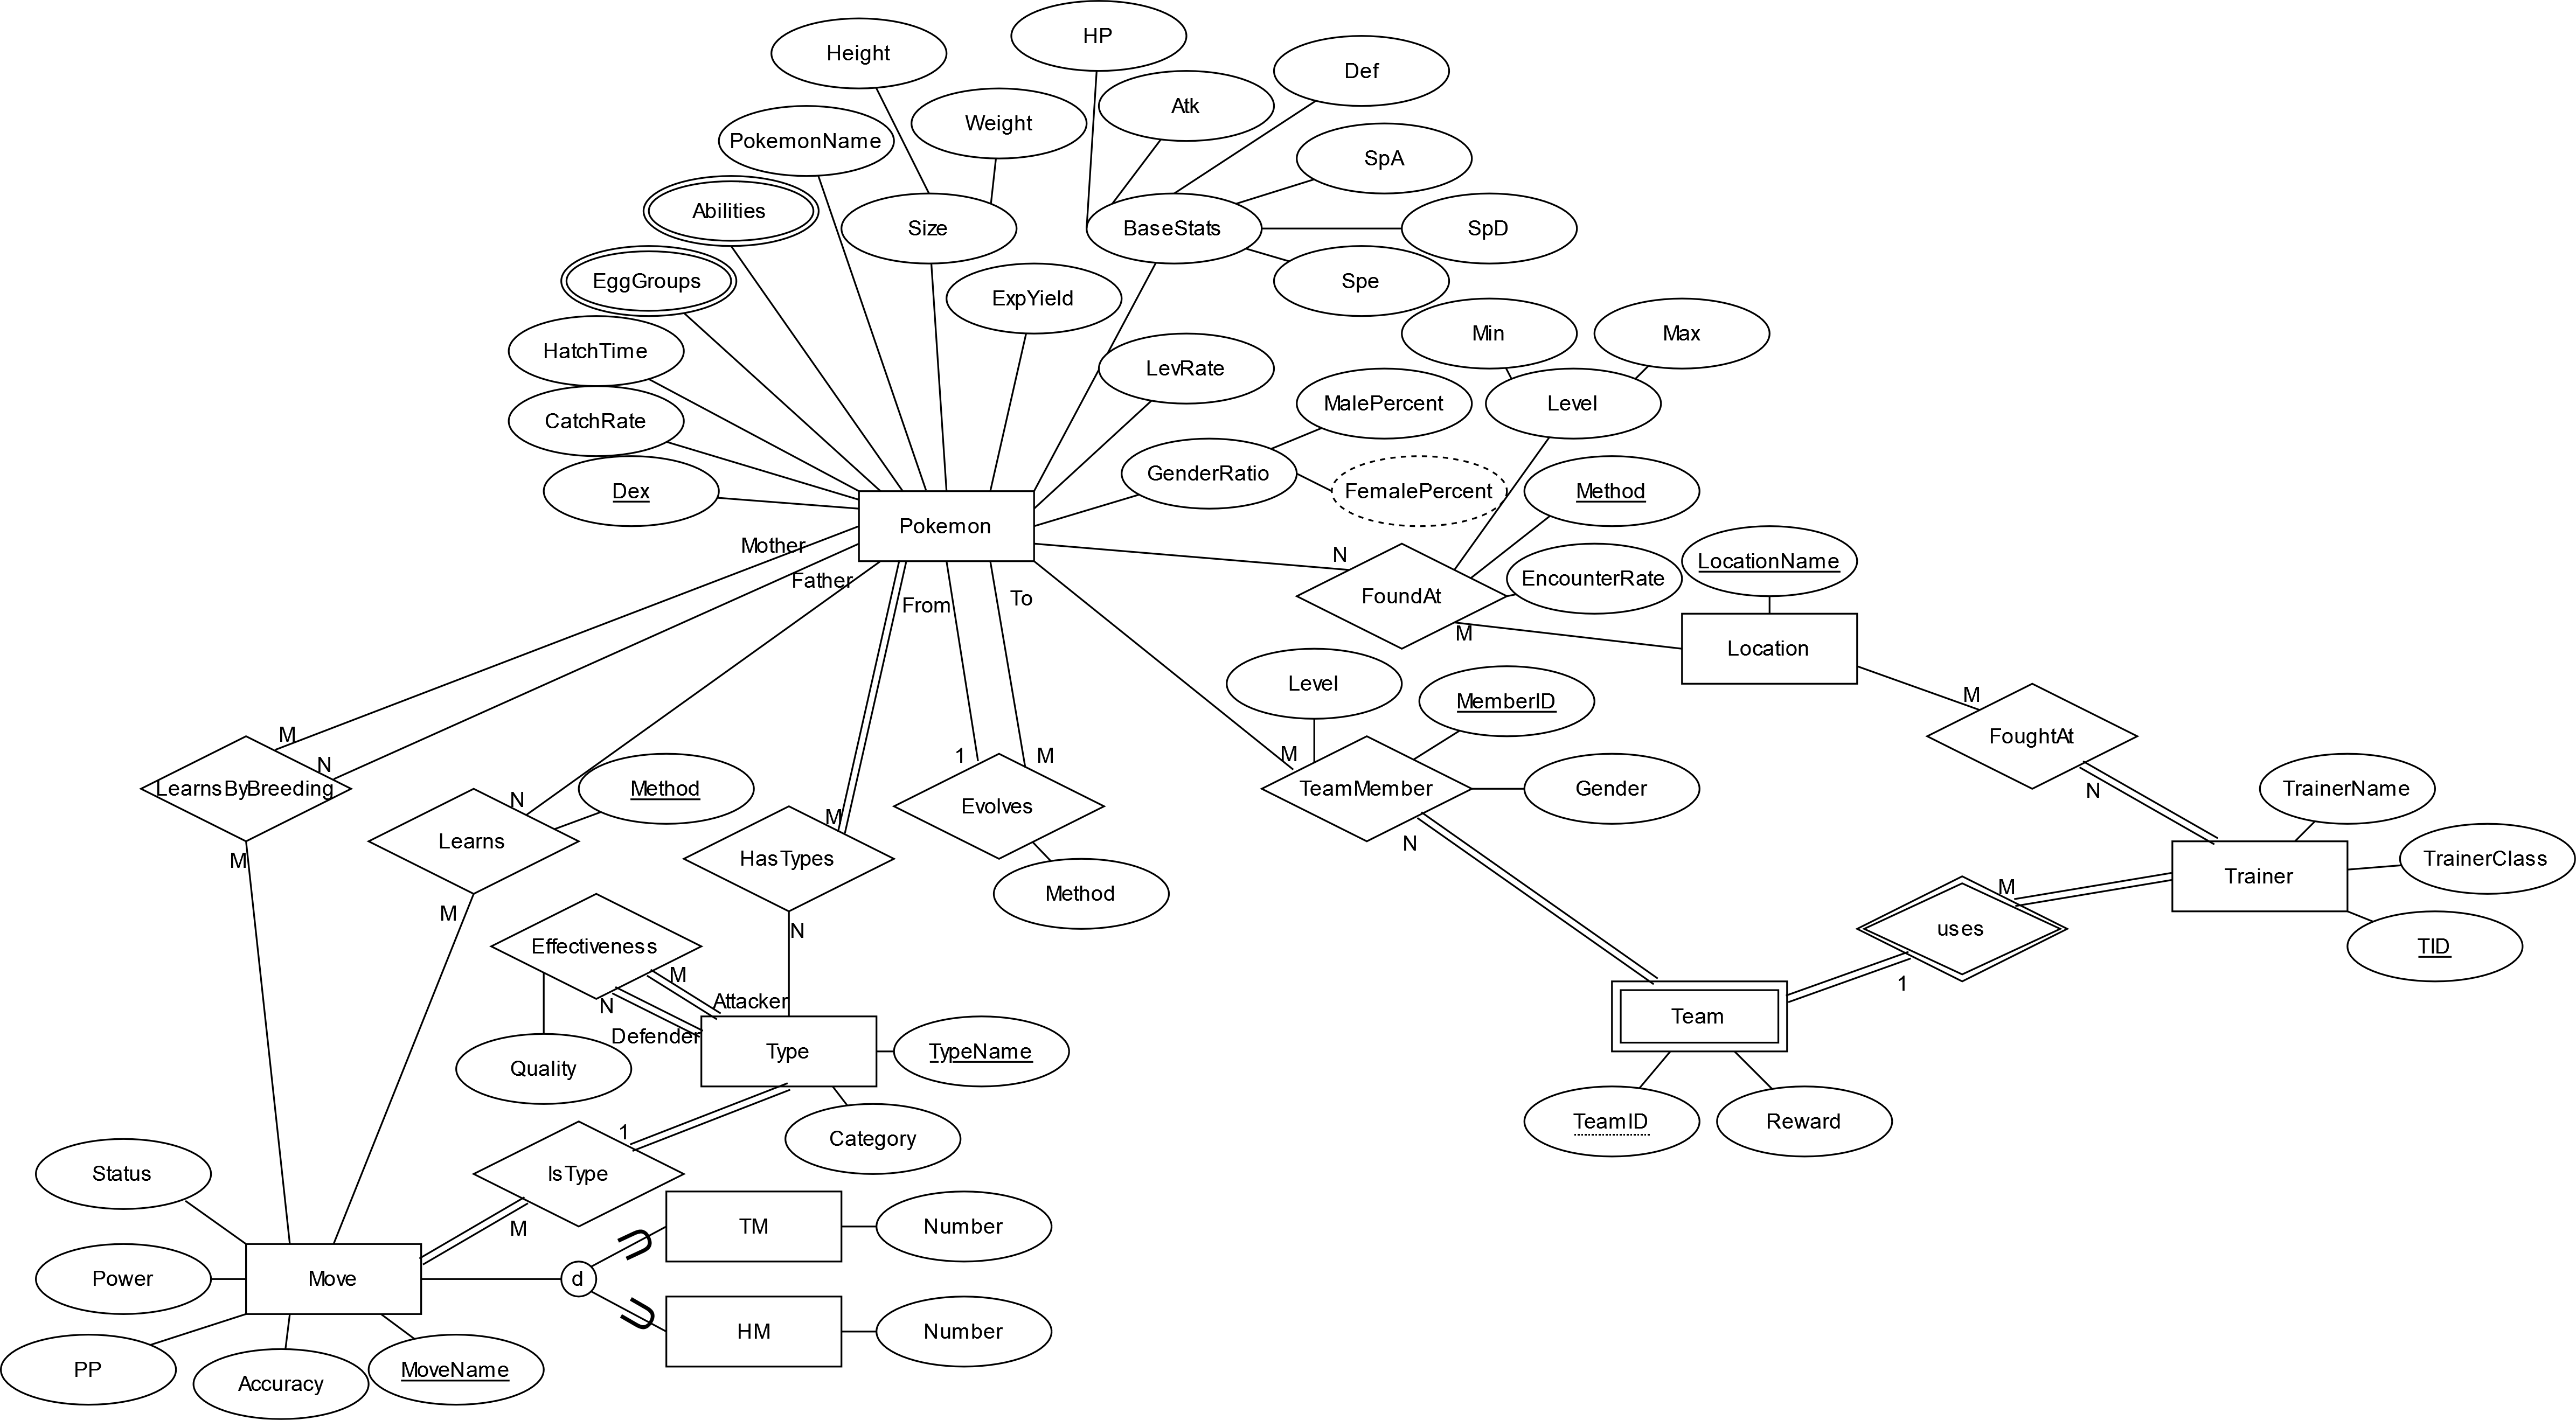 HP
Height
Def
Atk
Weight
PokemonName
SpA
Abilities
Size
BaseStats
SpD
EggGroups
Spe
ExpYield
Min
Max
HatchTime
LevRate
MalePercent
Level
CatchRate
GenderRatio
FemalePercent
Method
Dex
Pokemon
Mother
N
LocationName
Father
EncounterRate
FoundAt
From
To
M
Location
Level
MemberID
M
M
FoughtAt
N
1
M
M
N
Method
TeamMember
Gender
TrainerName
LearnsByBreeding
N
Evolves
M
Learns
N
M
HasTypes
TrainerClass
Trainer
M
M
Method
N
uses
Effectiveness
TID
M
1
Attacker
N
Defender
Team
Type
TypeName
Quality
TeamID
Reward
1
Category
Status
IsType
M
TM
Number
Power
Move
d
HM
Number
PP
Accuracy
MoveName